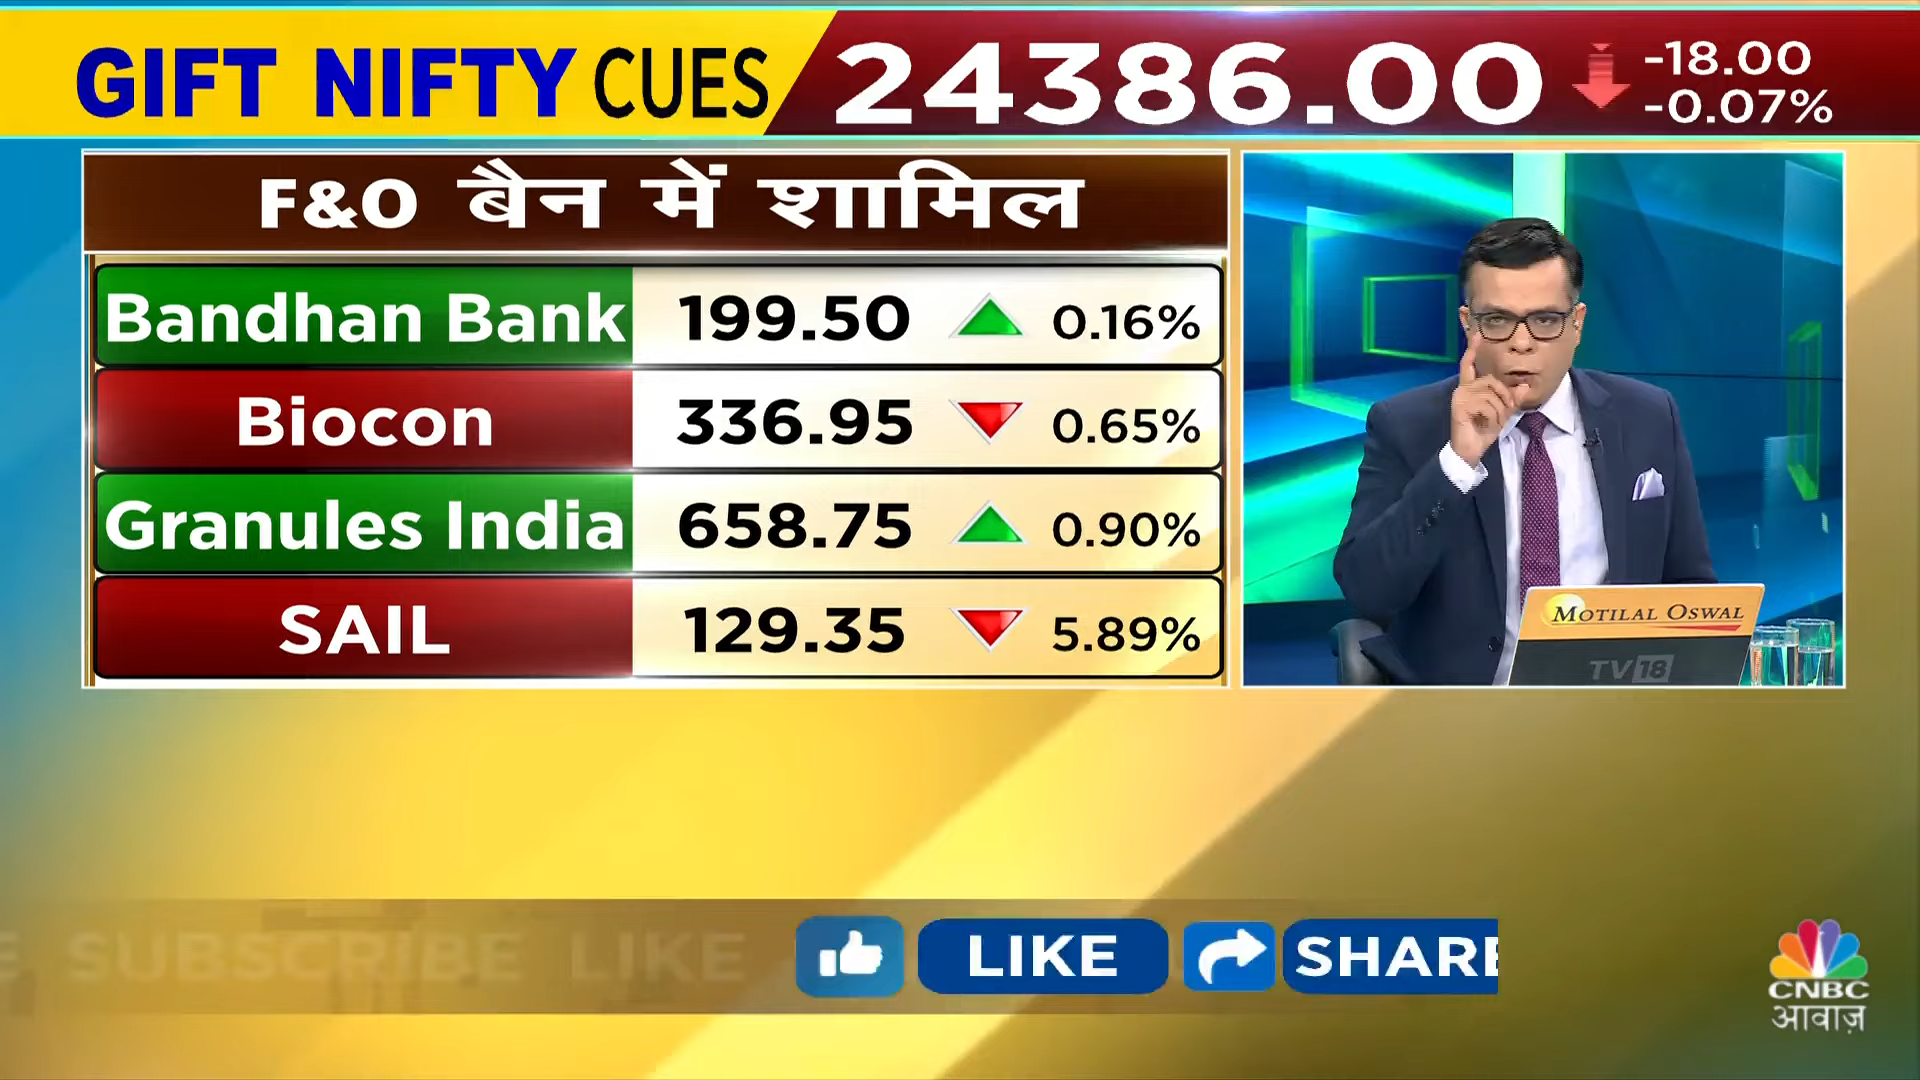 GIFT NIFTY CUES 24386.00 -18.00
-0.07%
F&O बैन में शामिल
Bandhan Bank 199.50 0.16%
Biocon 336.95 0.65%
Granules India 658.75 0.90%
SAIL 129.35 5.89%
MOTILAL OSWAL
TV18
SUBSCRIBE LIKE LIKE SHARE
CNBC
आवाज़